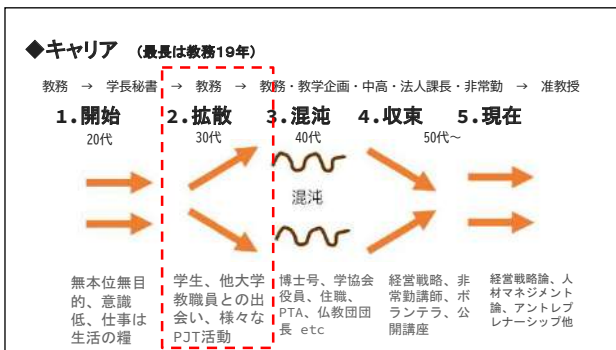 ◆キャリア （最長は教務19年）
教務 → 学長秘書 → 教務 → 教務・教学企画・中高・法人課長・非常勤 → 准教授
1.開始 2.拡散 3.混沌 4.収束 5.現在
20代 30代 40代 50代～
混沌
無本位無目
的、意識
低、仕事は
生活の糧
学生、他大学
教職員との出
会い、様々な
PJT活動
博士号、学協会
役員、住職、
PTA、仏教団団
長 etc
経営戦略、非
常勤講師、ボ
ランテラ、公
開講座
経営戦略論、人
材マネジメント
論、アントレプ
レナーシップ他